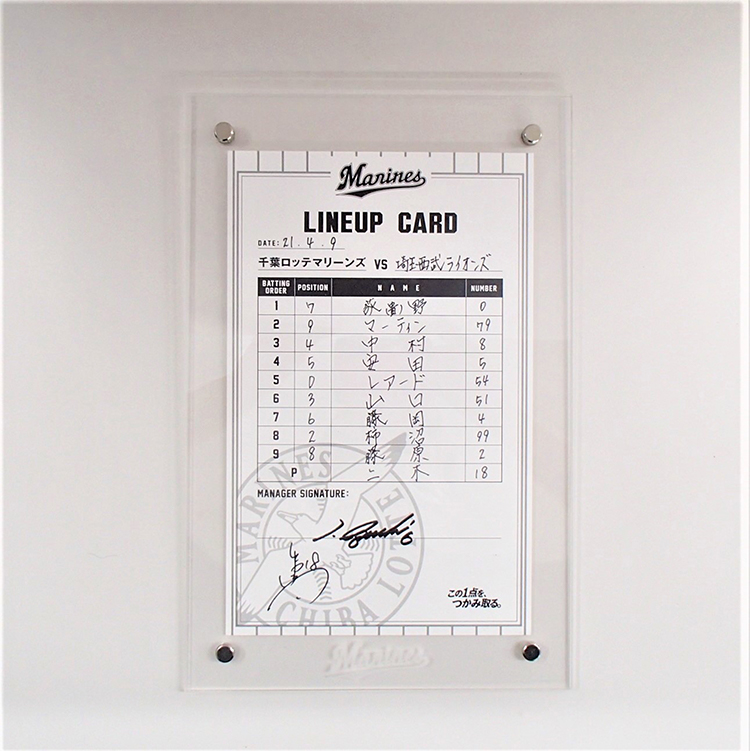 Marines
LINEUP CARD
DATE: 21.4.9
千葉ロッテマリーンズ VS 埼玉西武ライオンズ
BATTING ORDER POSITION NAME NUMBER
1 7 荻野 0
2 9 マーティン 79
3 4 中村 8
4 5 安田 5
5 D レアード 54
6 3 山口 51
7 6 藤岡 4
8 2 柿沼 99
9 8 藤原 2
P 二木 18
MANAGER SIGNATURE:
MARINES
CHIBA LOTTE
この1点を、
つかみ取る。
Marines